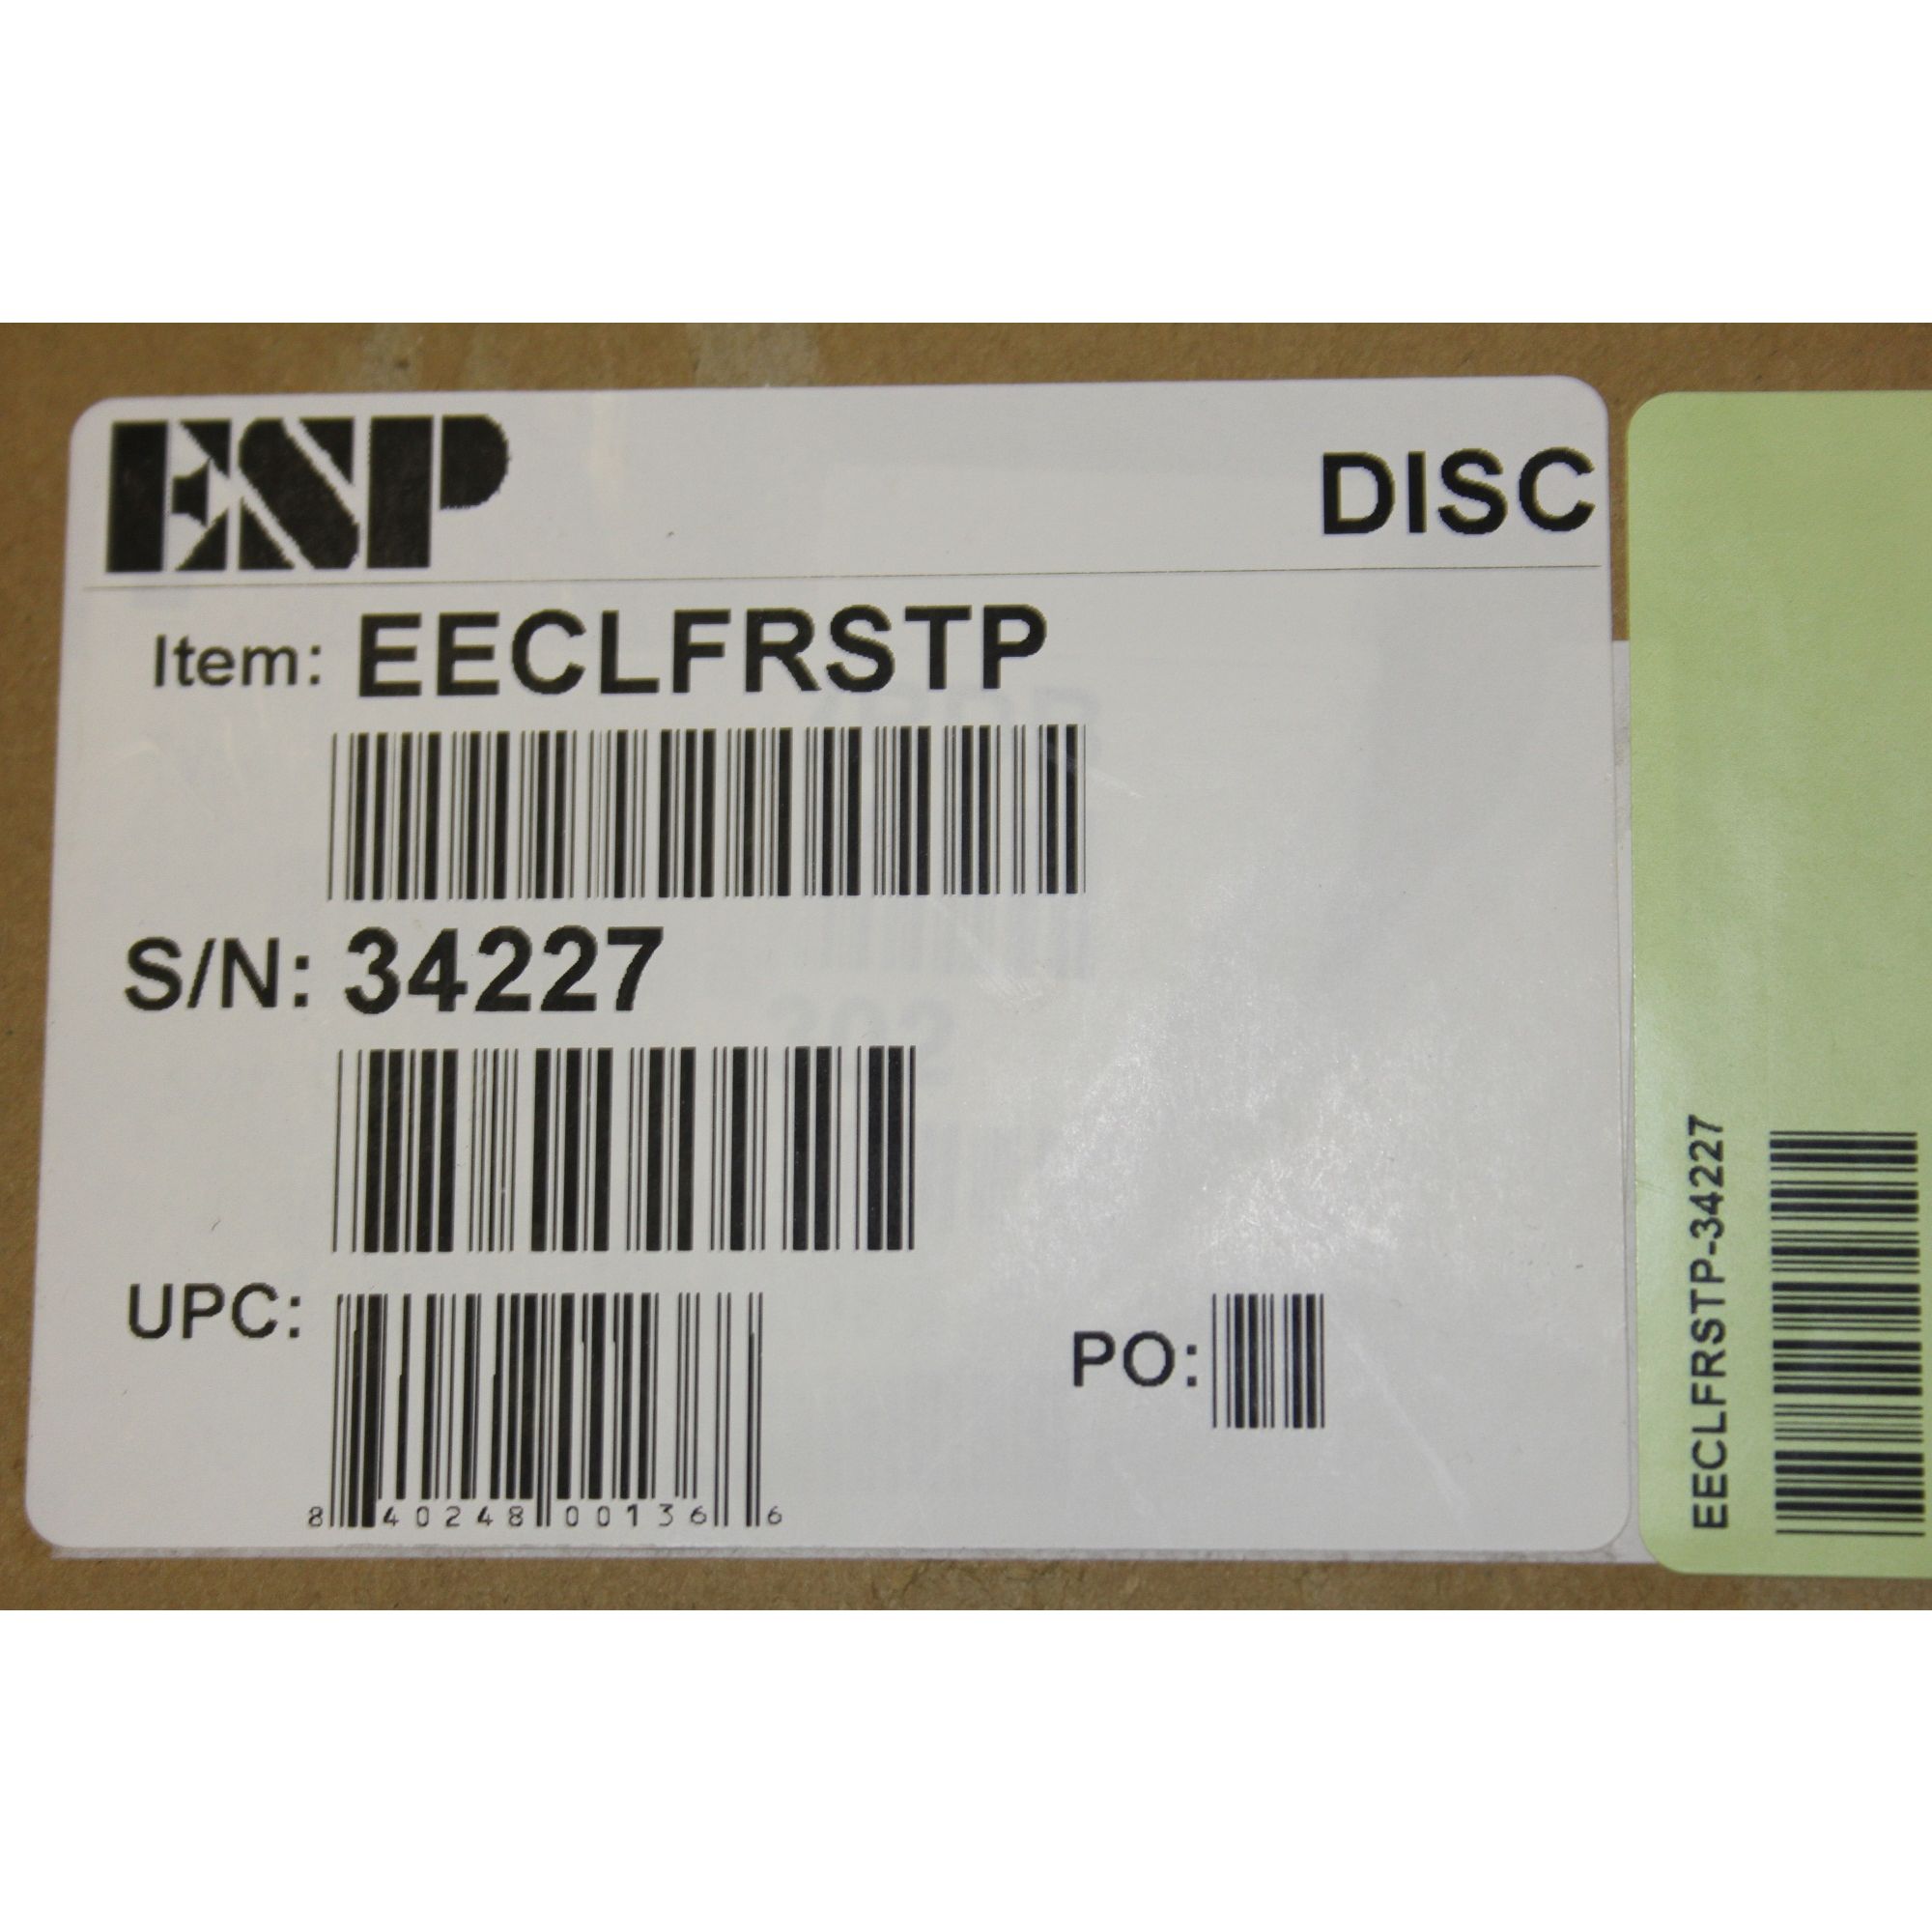 ESP
DISC
Item: EECLFRSTP
S/N: 34227
UPC:
8 40248 00136 6
PO:
EECLFRSTP-34227